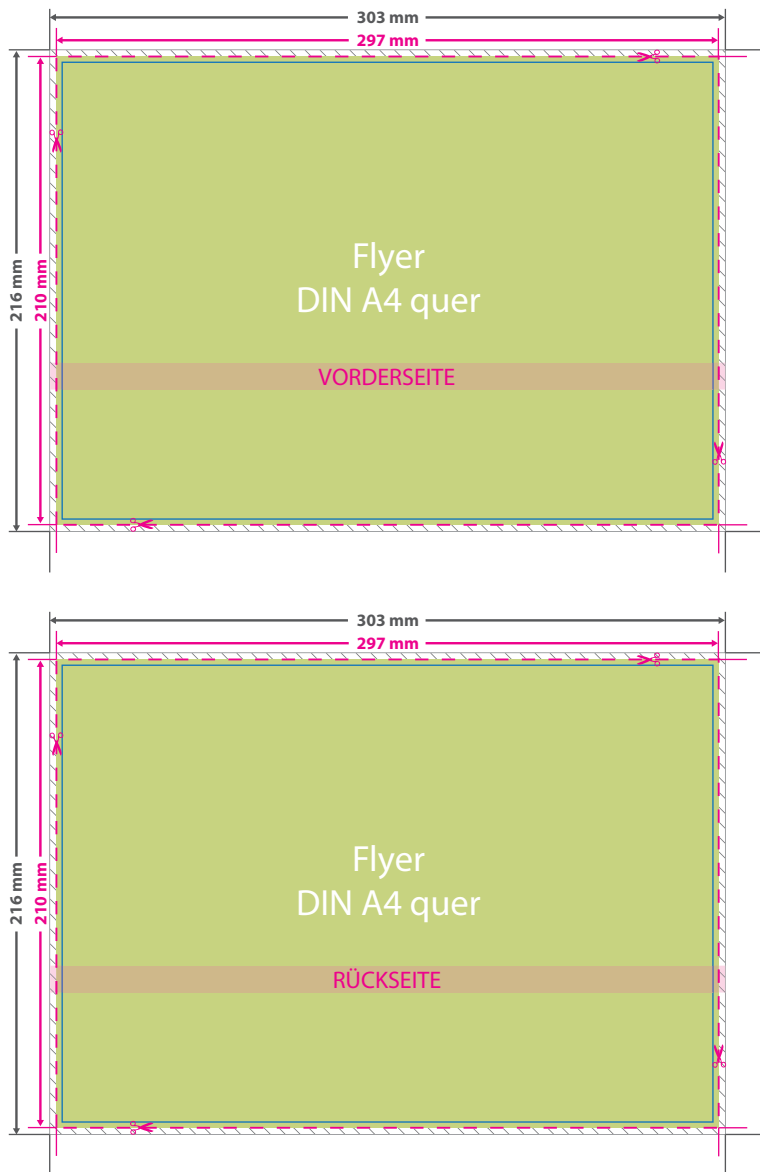 303 mm
297 mm
216 mm
210 mm
Flyer
DIN A4 quer
VORDERSEITE
303 mm
297 mm
216 mm
210 mm
Flyer
DIN A4 quer
RÜCKSEITE